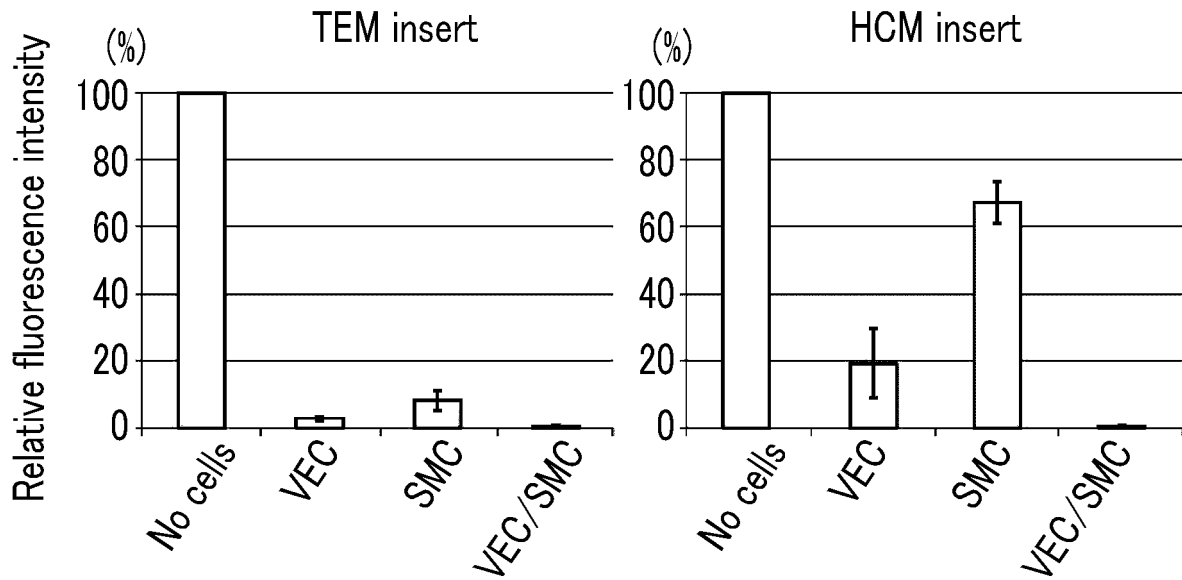 Relative fluorescence intensity
TEM insert
(%)
100
80
60
40
20
0
No cells
VEC
SMC
VEC/SMC
HCM insert
(%)
100
80
60
40
20
0
No cells
VEC
SMC
VEC/SMC